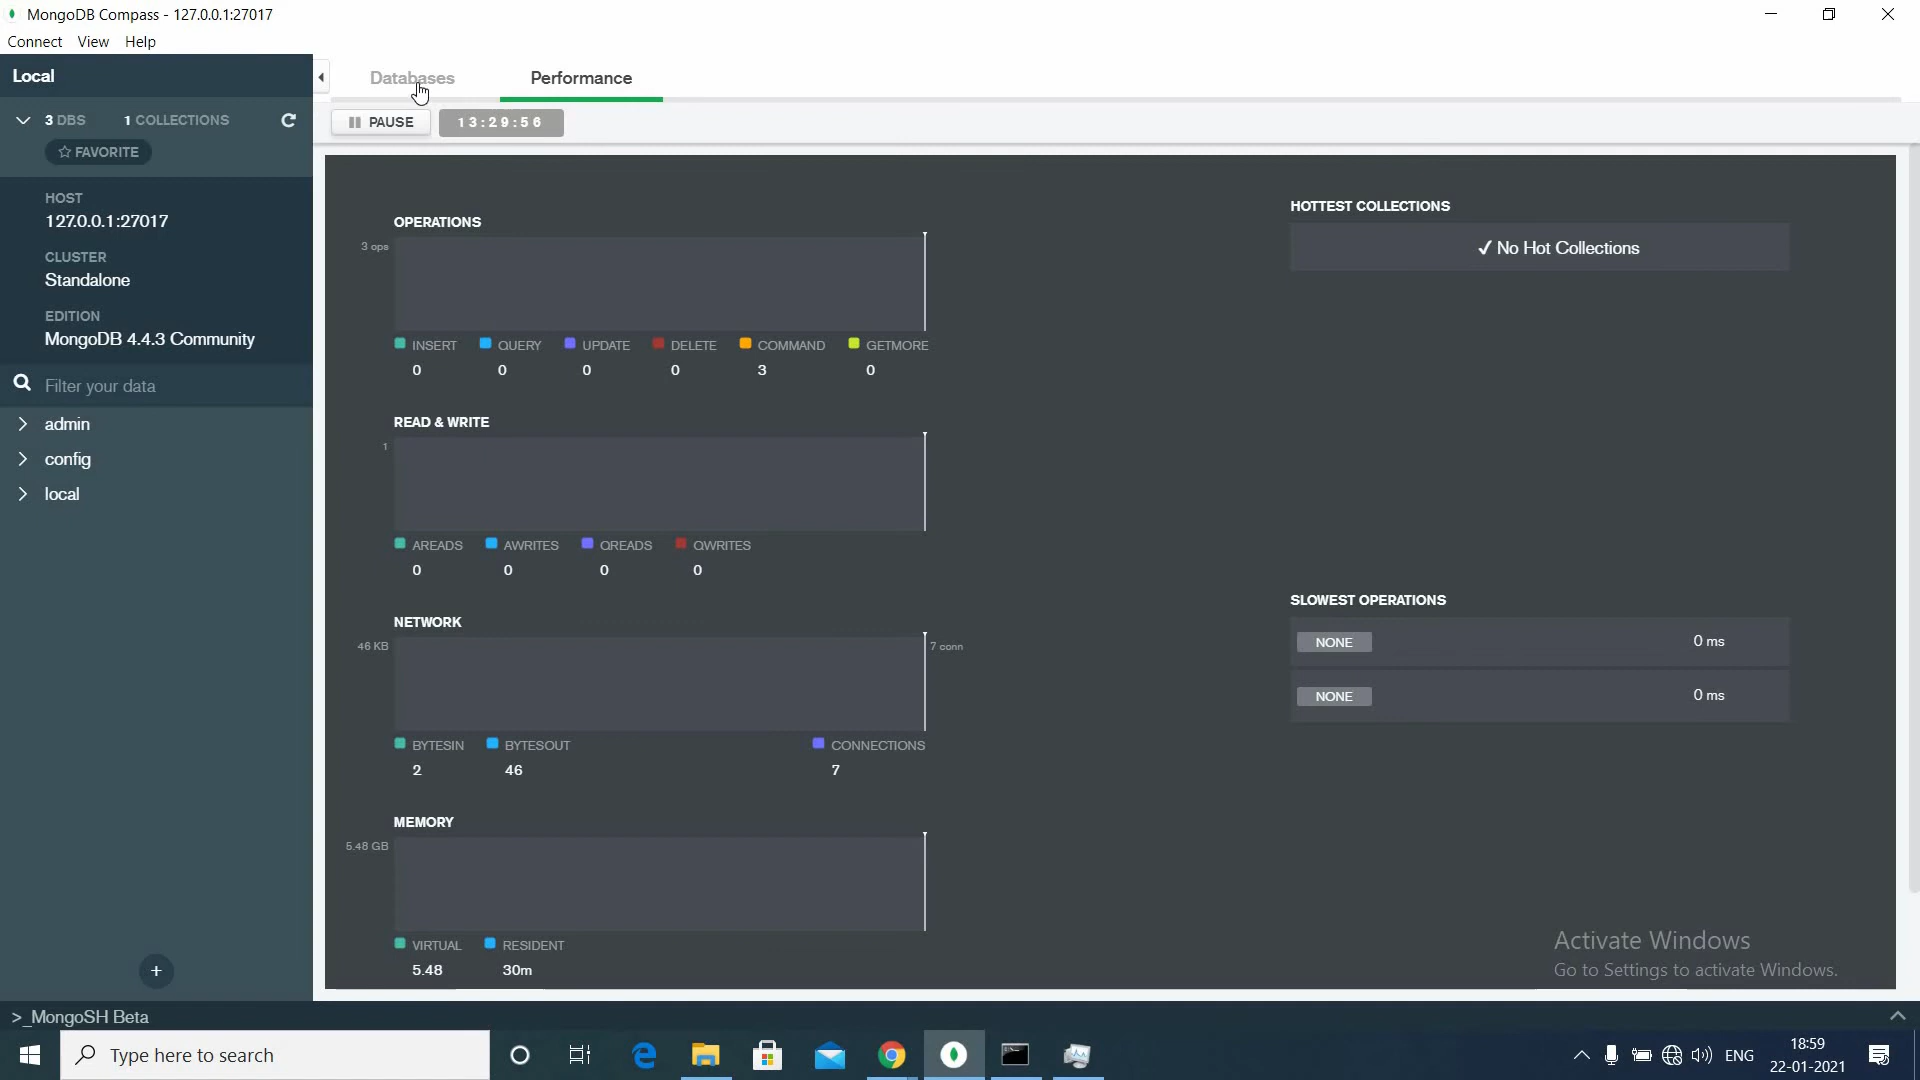 MongoDB Compass - 127.0.0.1:27017
Connect View Help
Local
Databases Performance
3 DBS 1 COLLECTIONS
PAUSE 13:29:56
FAVORITE
HOST
127.0.0.1:27017
CLUSTER
Standalone
EDITION
MongoDB 4.4.3 Community
Filter your data
admin
config
local
OPERATIONS
3 ops
INSERT QUERY UPDATE DELETE COMMAND GETMORE
0 0 0 0 3 0
READ & WRITE
1
AREADS AWRITES QREADS QWRITES
0 0 0 0
NETWORK
46 KB 7 conn
BYTESIN BYTESOUT CONNECTIONS
2 46 7
MEMORY
5.48 GB
VIRTUAL RESIDENT
5.48 30m
HOTTEST COLLECTIONS
✓ No Hot Collections
SLOWEST OPERATIONS
NONE 0 ms
NONE 0 ms
Activate Windows
Go to Settings to activate Windows.
>_MongoSH Beta
Type here to search
ENG
18:59
22-01-2021